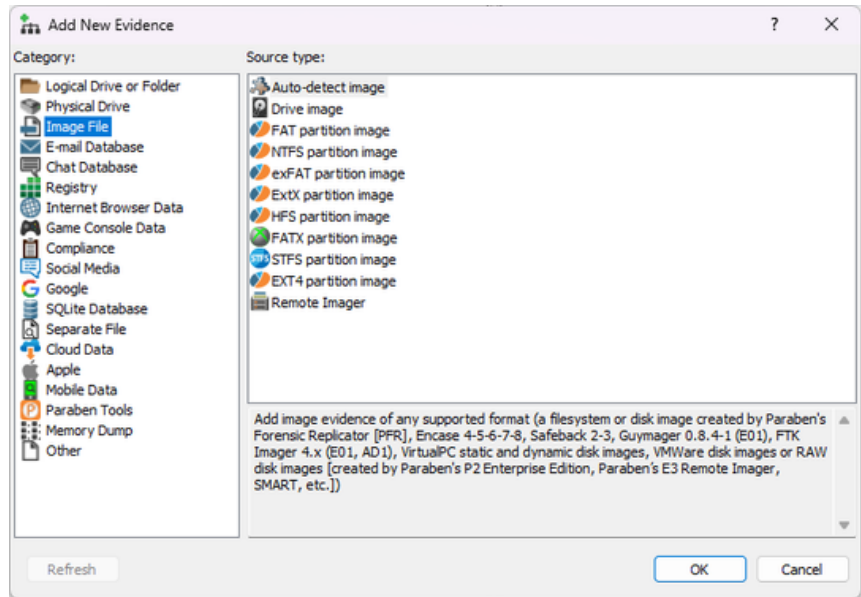 Add New Evidence
Category:
Source type:
Logical Drive or Folder
Physical Drive
Image File
E-mail Database
Chat Database
Registry
Internet Browser Data
Game Console Data
Compliance
Social Media
Google
SQLite Database
Separate File
Cloud Data
Apple
Mobile Data
Paraben Tools
Memory Dump
Other
Auto-detect image
Drive image
FAT partition image
NTFS partition image
exFAT partition image
ExtX partition image
HFS partition image
FATX partition image
STFS partition image
EXT4 partition image
Remote Imager
Add image evidence of any supported format (a filesystem or disk image created by Paraben's
Forensic Replicator [PFR], Encase 4-5-6-7-8, Safeback 2-3, Guymager 0.8.4-1 (E01), FTK
Imager 4.x (E01, AD1), VirtualPC static and dynamic disk images, VMWare disk images or RAW
disk images [created by Paraben's P2 Enterprise Edition, Paraben's E3 Remote Imager,
SMART, etc.])
Refresh
OK
Cancel